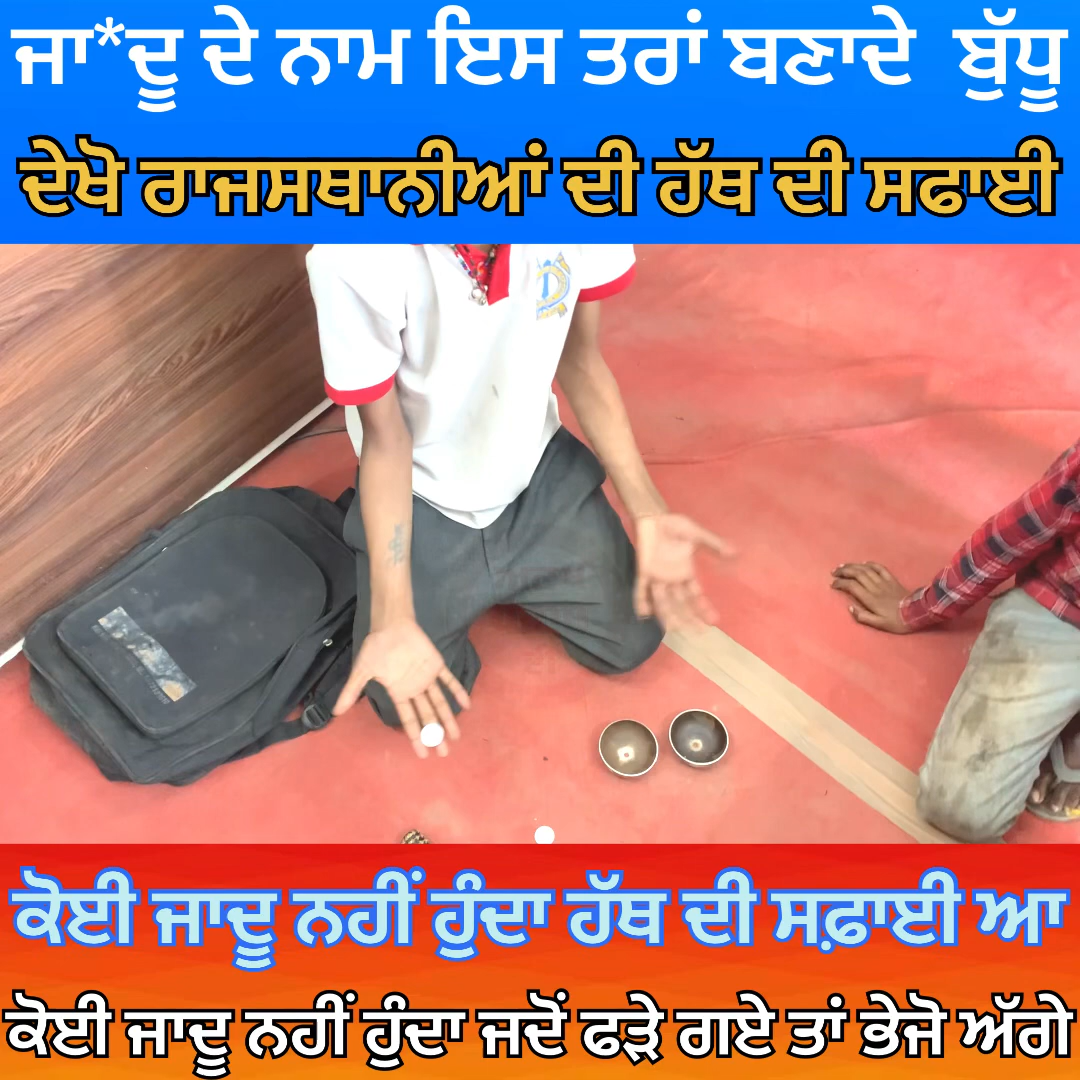 ਜਾ*ਦੂ ਦੇ ਨਾਮ ਇਸ ਤਰਾਂ ਬਣਾਦੇ ਬੁੱਧੂ
ਦੇਖੋ ਰਾਜਸਥਾਨੀਆਂ ਦੀ ਹੱਥ ਦੀ ਸਫਾਈ
ਕੋਈ ਜਾਦੂ ਨਹੀਂ ਹੁੰਦਾ ਹੱਥ ਦੀ ਸਫ਼ਾਈ ਆ
ਕੋਈ ਜਾਦੂ ਨਹੀਂ ਹੁੰਦਾ ਜਦੋਂ ਫੜੇ ਗਏ ਤਾਂ ਭੇਜੋ ਅੱਗੇ